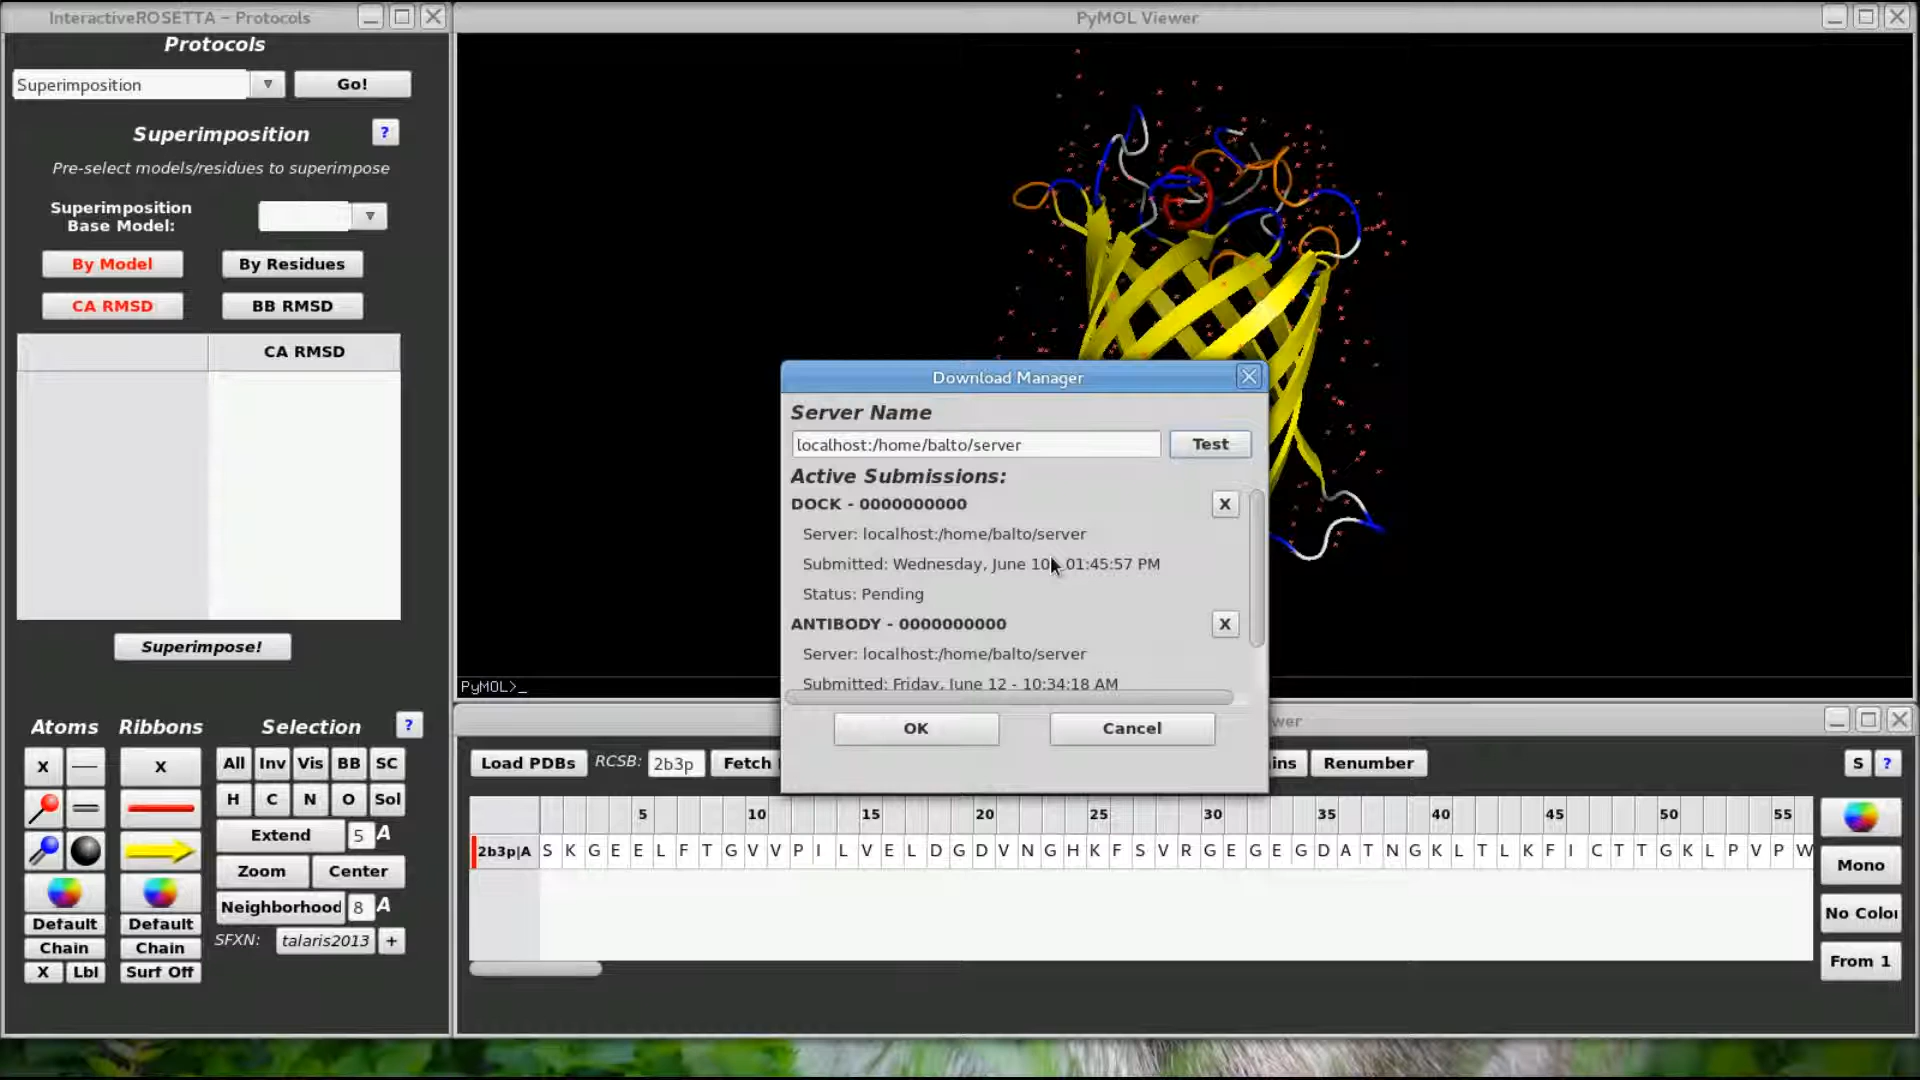 InteractiveROSETTA - Protocols
Protocols
Superimposition
Go!
Superimposition
?
Pre-select models/residues to superimpose
Superimposition
Base Model:
By Model
By Residues
CA RMSD
BB RMSD
CA RMSD
Superimpose!
Atoms
Ribbons
Selection
?
X
X
All Inv Vis BB SC
H C N O Sol
Extend 5 A
Zoom Center
Neighborhood 8 A
Default
Default
SFXN: talaris2013 +
Chain
Chain
X Lbl
Surf Off
PyMOL Viewer
PyMOL>_
Download Manager
Server Name
localhost:/home/balto/server
Test
Active Submissions:
DOCK - 0000000000
X
Server: localhost:/home/balto/server
Submitted: Wednesday, June 10 - 01:45:57 PM
Status: Pending
ANTIBODY - 0000000000
X
Server: localhost:/home/balto/server
Submitted: Friday, June 12 - 10:34:18 AM
OK
Cancel
wer
Load PDBs
RCSB: 2b3p
Fetch
ins
Renumber
S ?
5 10 15 20 25 30 35 40 45 50 55
2b3p|A S K G E E L F T G V V P I L V E L D G D V N G H K F S V R G E G E G D A T N G K L T L K F I C T T G K L P V P W
Mono
No Color
From 1